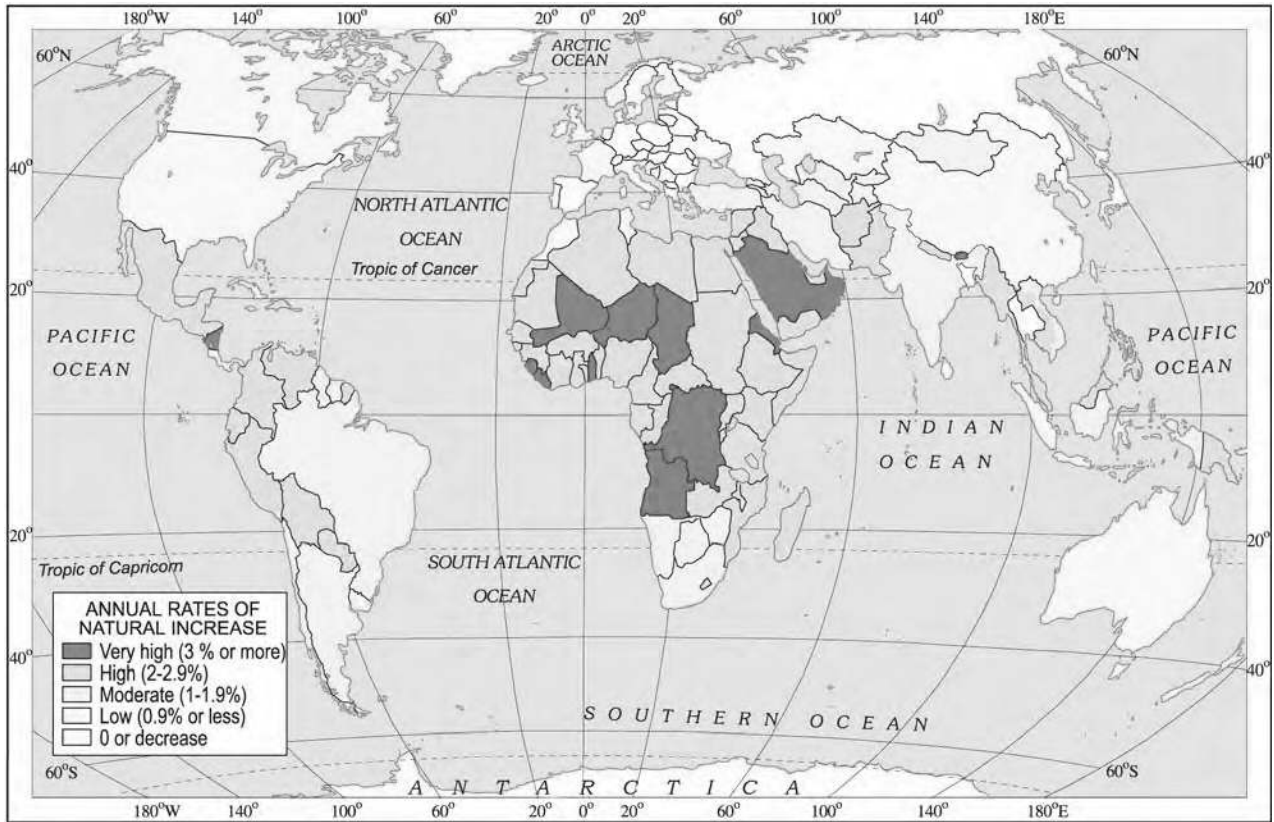 180°W 140° 100° 60° 20° 0° 20° 60° 100° 140° 180°E
60°N
ARCTIC
OCEAN
60°N
40°
40°
NORTH ATLANTIC
OCEAN
Tropic of Cancer
20°
20°
PACIFIC
OCEAN
PACIFIC
OCEAN
INDIAN
OCEAN
20°
20°
Tropic of Capricorn
SOUTH ATLANTIC
OCEAN
ANNUAL RATES OF
NATURAL INCREASE
Very high (3 % or more)
High (2-2.9%)
Moderate (1-1.9%)
Low (0.9% or less)
0 or decrease
40°
40°
SOUTHERN OCEAN
60°S
60°S
ANTARCTICA
180°W 140° 100° 60° 20° 0° 20° 60° 100° 140° 180°E